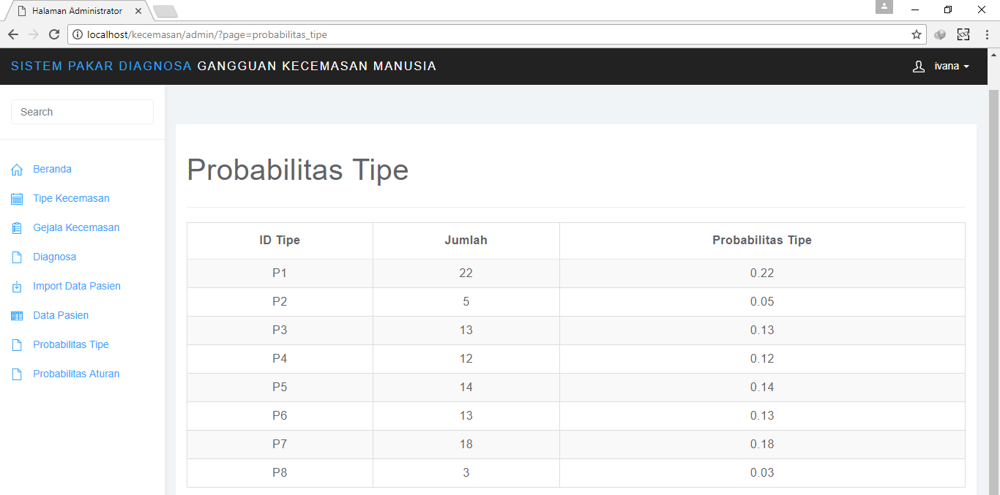 Halaman Administrator
localhost/kecemasan/admin/?page=probabilitas_tipe
SISTEM PAKAR DIAGNOSA GANGGUAN KECEMASAN MANUSIA
ivana
Search
Beranda
Tipe Kecemasan
Gejala Kecemasan
Diagnosa
Import Data Pasien
Data Pasien
Probabilitas Tipe
Probabilitas Aturan
Probabilitas Tipe
ID Tipe Jumlah Probabilitas Tipe
P1 22 0.22
P2 5 0.05
P3 13 0.13
P4 12 0.12
P5 14 0.14
P6 13 0.13
P7 18 0.18
P8 3 0.03